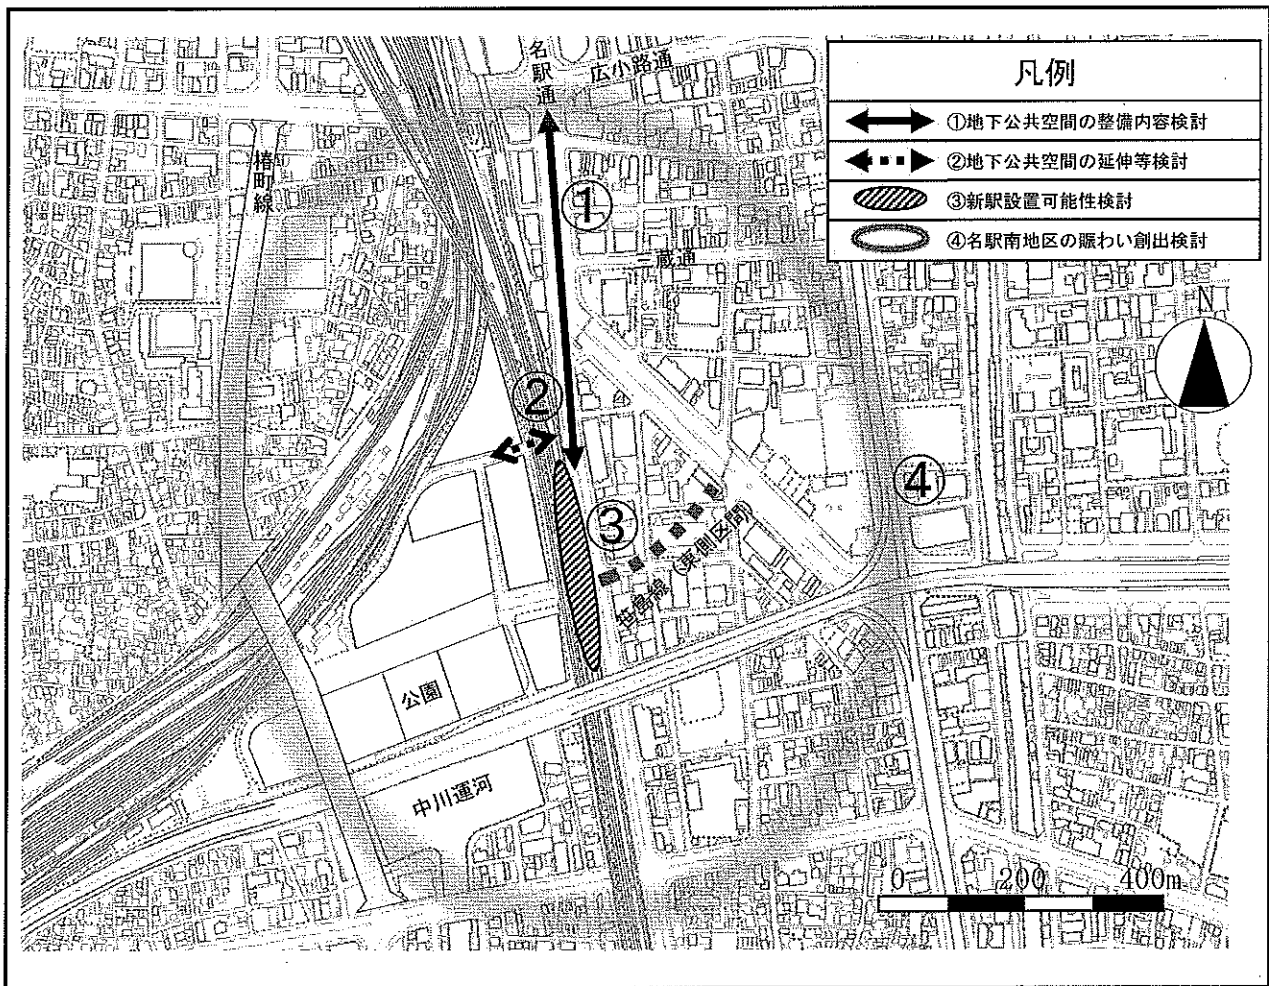 凡例
①地下公共空間の整備内容検討
②地下公共空間の延伸等検討
③新駅設置可能性検討
④名駅南地区の賑わい創出検討
名駅通
広小路通
椿町線
①
三蔵通
N
②
④
③
笹島線（東側区間）
公園
中川運河
0 200 400m